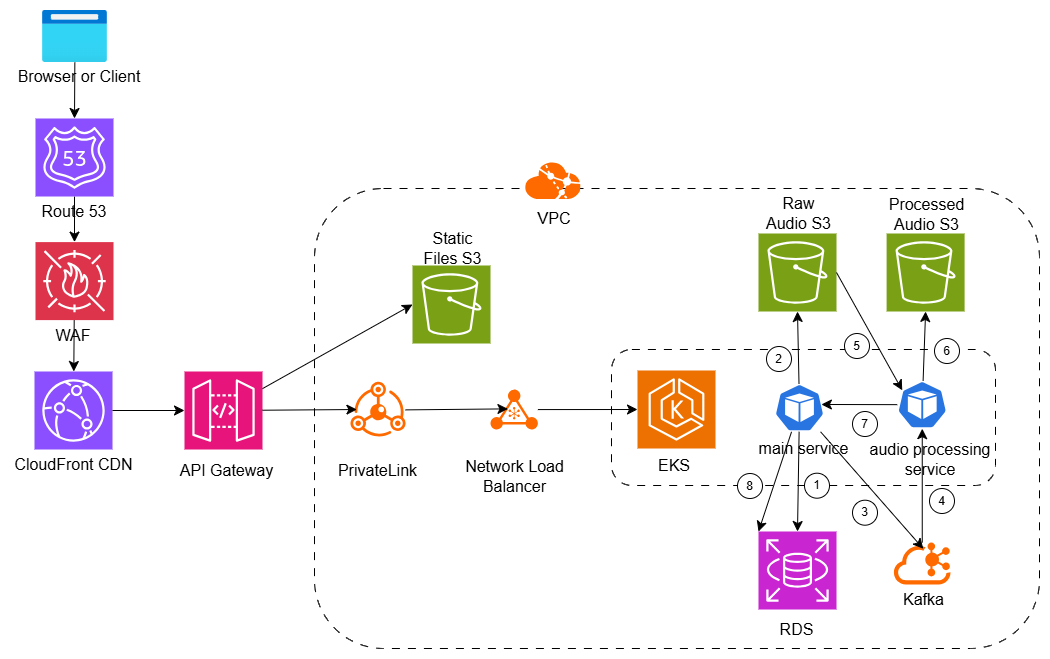 Browser or Client
53
Route 53
WAF
CloudFront CDN
</>
API Gateway
VPC
Static
Files S3
PrivateLink
Network Load
Balancer
K
EKS
Raw
Audio S3
Processed
Audio S3
2
5
6
7
main service
audio processing
service
8
1
3
4
RDS
Kafka